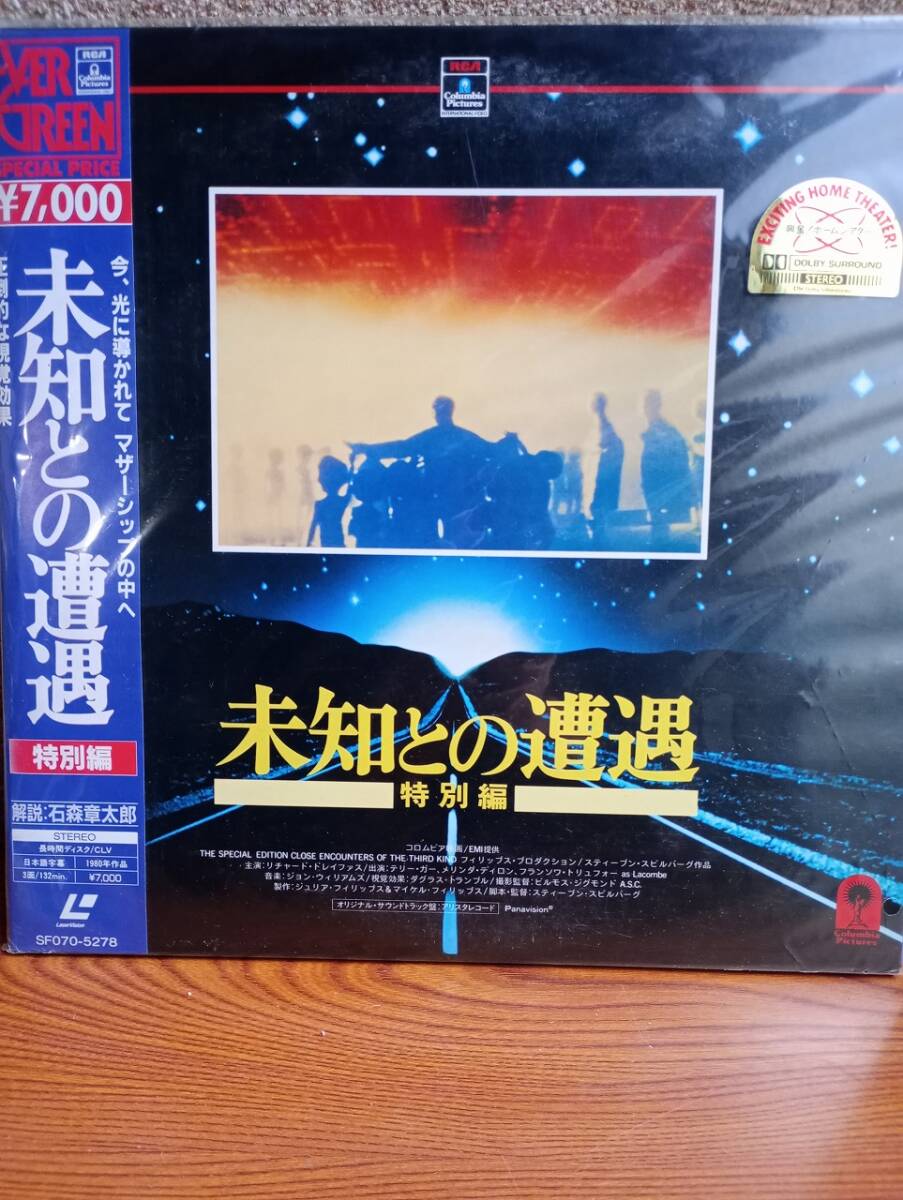 EVER
GREEN
SPECIAL PRICE
RCA
Columbia
Pictures
¥7,000
今、光に導かれて マザーシップの中へ
圧倒的な視覚効果
未知との遭遇
特別編
解説:石森章太郎
STEREO
長時間ディスク/CLV
日本語字幕 1980年作品
3面/132min. ¥7,000
LaserVision
SF070-5278
RCA
Columbia
Pictures
INTERNATIONAL VIDEO
EXCITING HOME THEATER!
DOLBY SURROUND
STEREO
未知との遭遇
特別編
コロムビア映画/EMI提供
THE SPECIAL EDITION CLOSE ENCOUNTERS OF THE THIRD KIND フィリップス・プロダクション/スティーブン・スピルバーグ作品
主演:リチャード・ドレイファス/出演:テリー・ガー、メリンダ・ディロン、フランソワ・トリュフォー as Lacombe
音楽:ジョン・ウィリアムズ/視覚効果:ダグラス・トランブル/撮影監督:ビルモス・ジグモンド A.S.C.
製作:ジュリア・フィリップス&マイケル・フィリップス/脚本・監督:スティーブン・スピルバーグ
オリジナル・サウンドトラック盤:アリスタレコード Panavision®
Columbia
Pictures